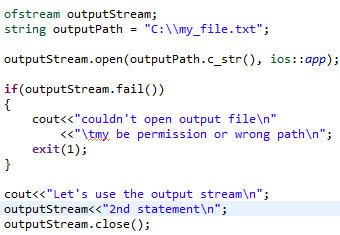 ofstream outputStream;
string outputPath = "C:\\my_file.txt";
outputStream.open(outputPath.c_str(), ios::app);
if(outputStream.fail())
{
cout<<"couldn't open output file\n"
<<"\tmy be permission or wrong path\n";
exit(1);
}
cout<<"Let's use the output stream\n";
outputStream<<"2nd statement\n";
outputStream.close();